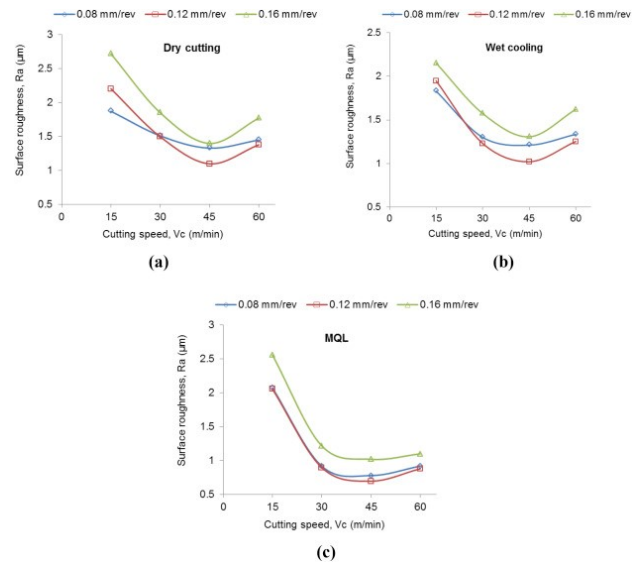 0.08 mm/rev 0.12 mm/rev 0.16 mm/rev
Dry cutting
Surface roughness, Ra (µm)
3
2.5
2
1.5
1
0.5
0 15 30 45 60
Cutting speed, Vc (m/min)
(a)
0.08 mm/rev 0.12 mm/rev 0.16 mm/rev
Wet cooling
Surface roughness, Ra (µm)
2.5
2
1.5
1
0.5
0 15 30 45 60
Cutting speed, Vc (m/min)
(b)
0.08 mm/rev 0.12 mm/rev 0.16 mm/rev
MQL
Surface roughness, Ra (µm)
3
2.5
2
1.5
1
0.5
0 15 30 45 60
Cutting speed, Vc (m/min)
(c)